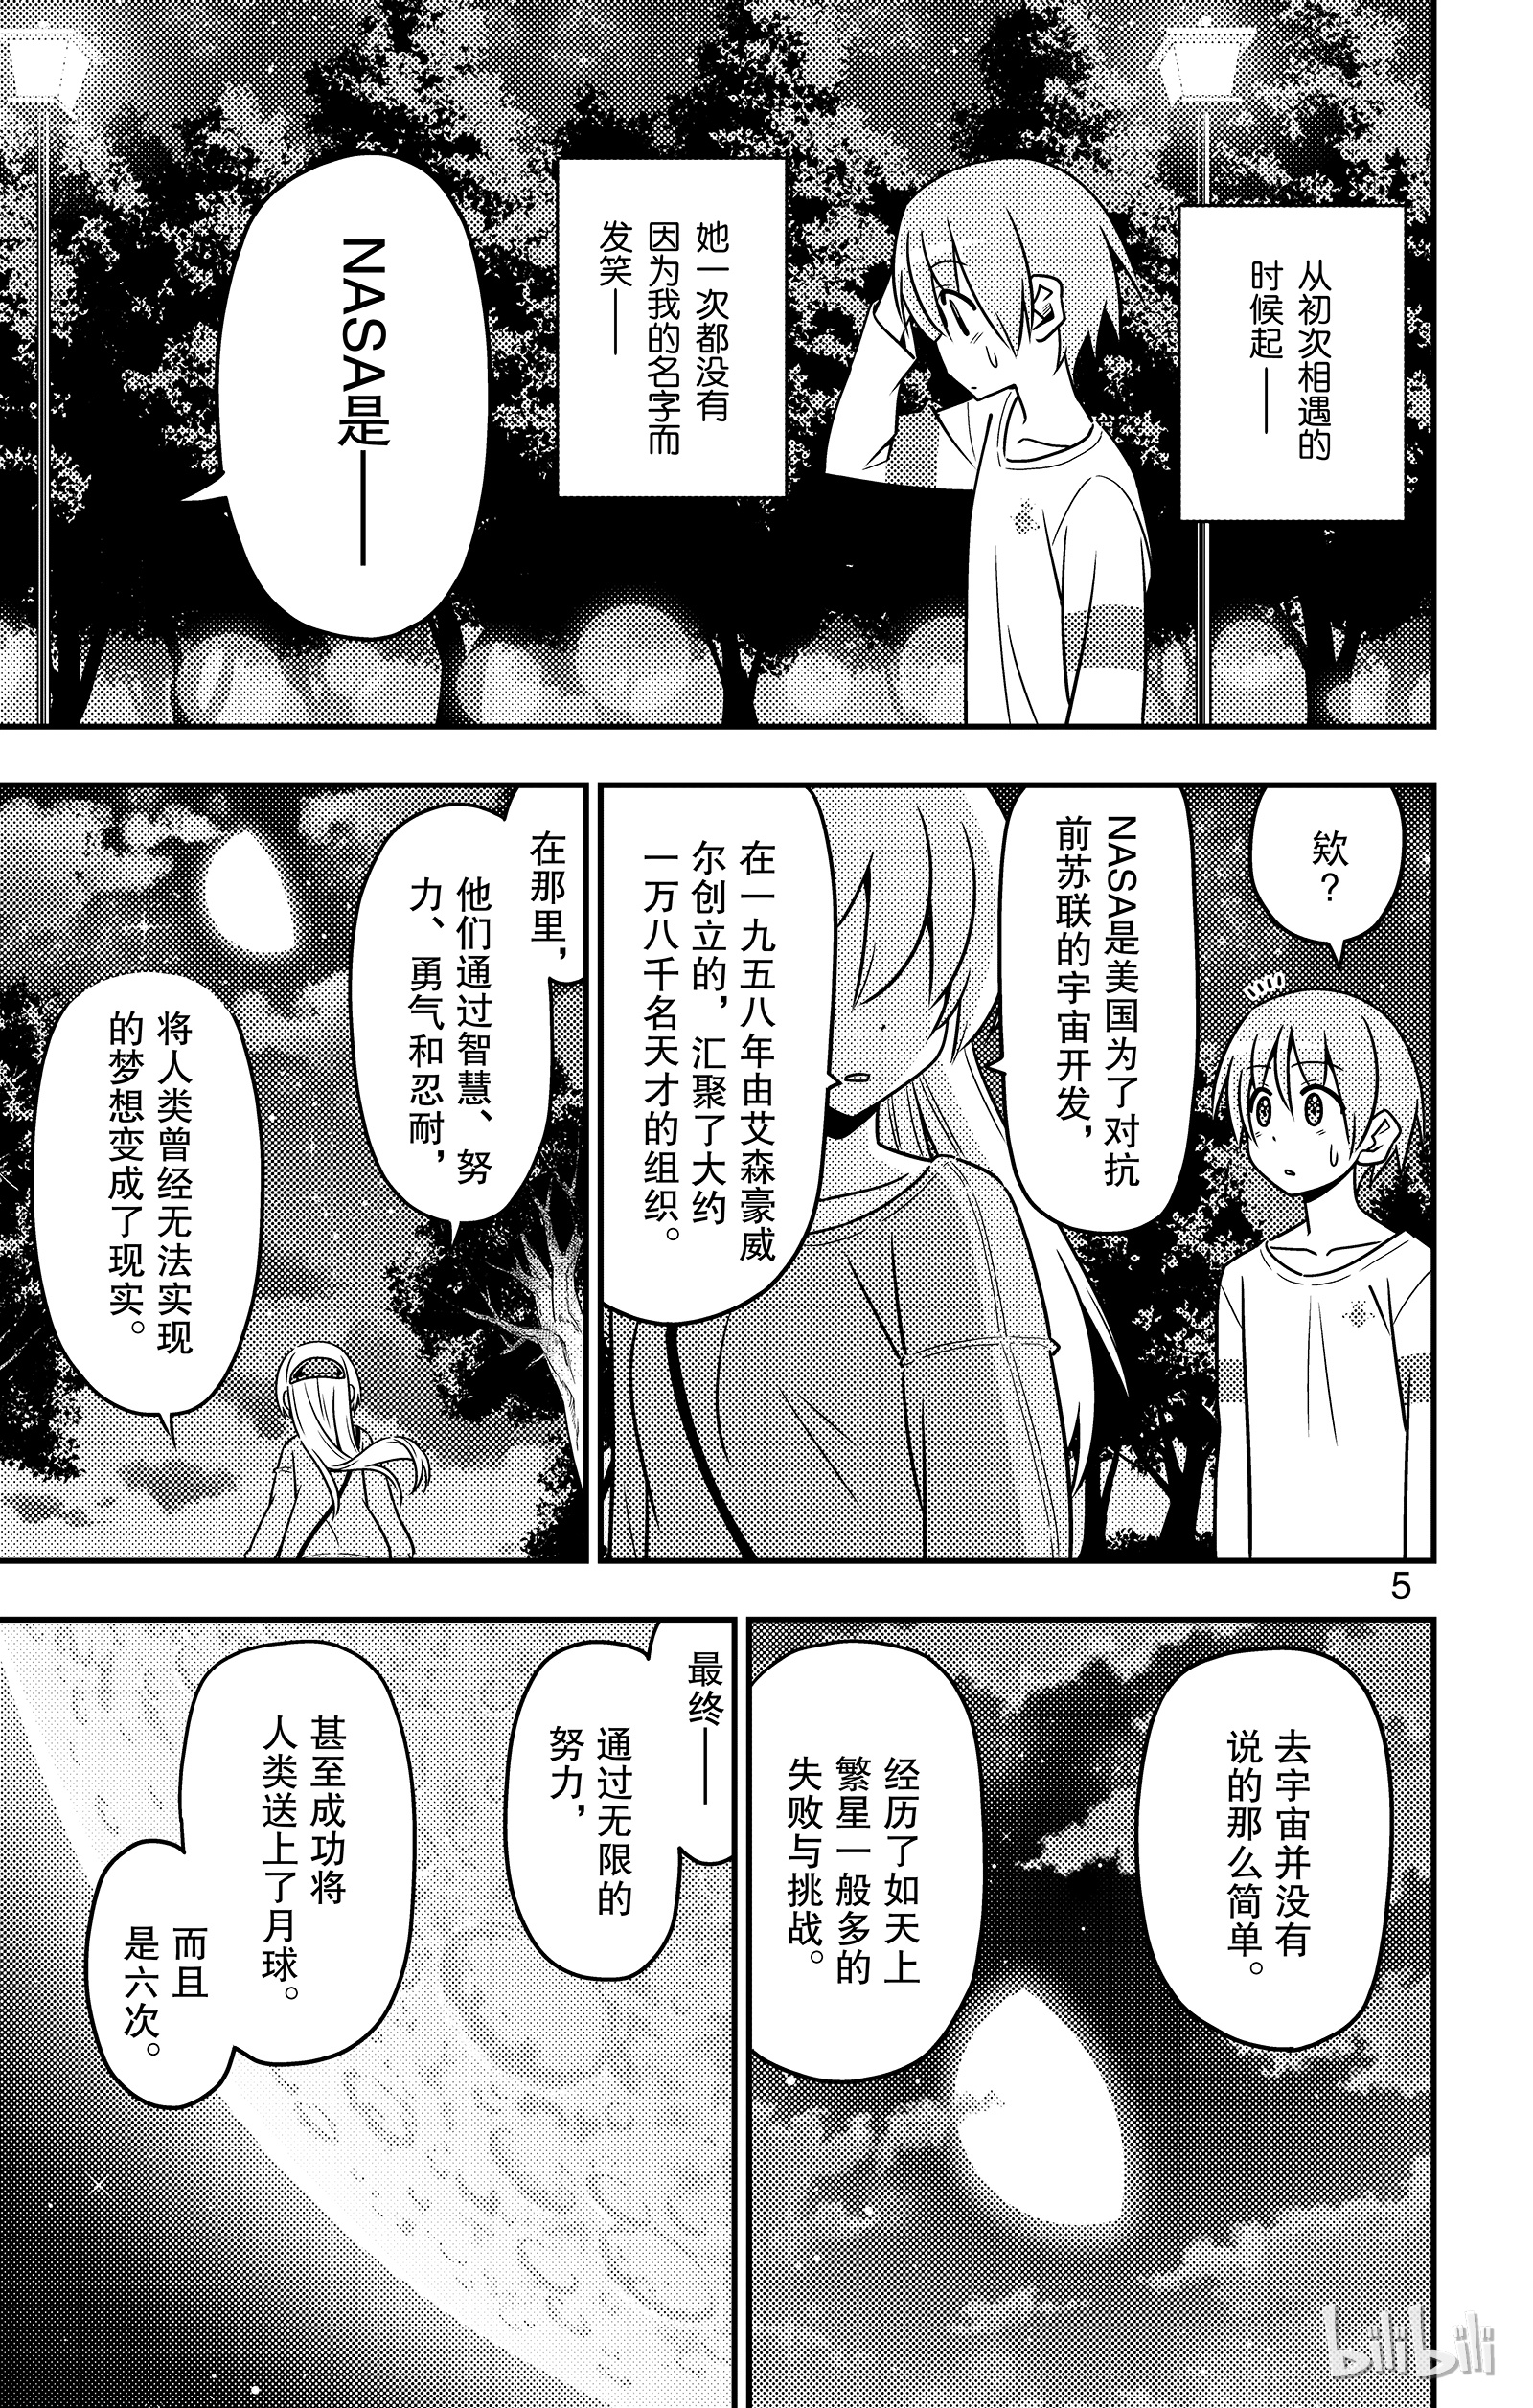 从初次相遇的
时候起——
她一次都没有
因为我的名字而
发笑——
NASA是——
欸？
NASA是美国为了对抗
前苏联的宇宙开发，
在一九五八年由艾森豪威
尔创立的，汇聚了大约
一万八千名天才的组织。
在那里，
他们通过智慧、努
力、勇气和忍耐，
将人类曾经无法实现
的梦想变成了现实。
5
去宇宙并没有
说的那么简单。
经历了如天上
繁星一般多的
失败与挑战。
最终——
通过无限的
努力，
甚至成功将
人类送上了月球。
而且
是六次。
bilibili